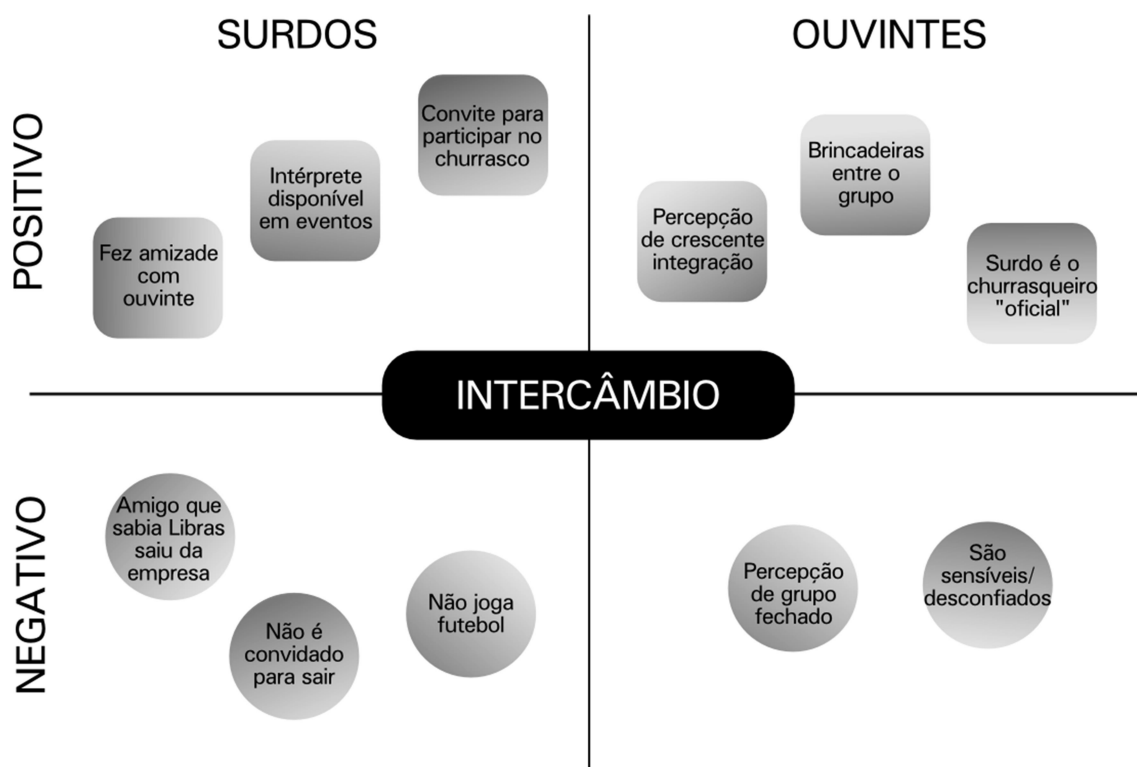 SURDOS
OUVINTES
POSITIVO
Fez amizade
com
ouvinte
Intérprete
disponível
em eventos
Convite para
participar no
churrasco
Percepção
de crescente
integração
Brincadeiras
entre o
grupo
Surdo é o
churrasqueiro
"oficial"
INTERCÂMBIO
NEGATIVO
Amigo que
sabia Libras
saiu da
empresa
Não é
convidado
para sair
Não joga
futebol
Percepção
de grupo
fechado
São
sensíveis/
desconfiados